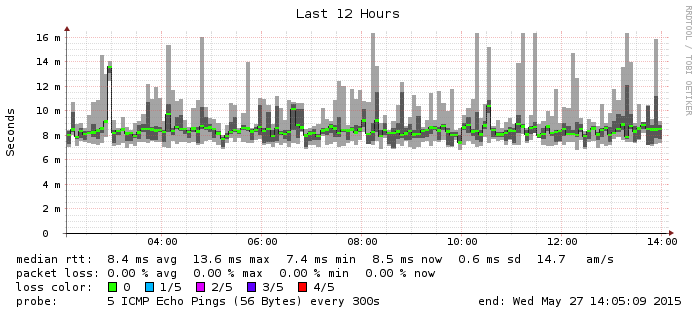 Last 12 Hours
RRDTOOL / TOBI OETIKER
Seconds
16 m
14 m
12 m
10 m
8 m
6 m
4 m
2 m
0
04:00 06:00 08:00 10:00 12:00 14:00
median rtt: 8.4 ms avg 13.6 ms max 7.4 ms min 8.5 ms now 0.6 ms sd 14.7 am/s
packet loss: 0.00 % avg 0.00 % max 0.00 % min 0.00 % now
loss color: 0 1/5 2/5 3/5 4/5
probe: 5 ICMP Echo Pings (56 Bytes) every 300s end: Wed May 27 14:05:09 2015